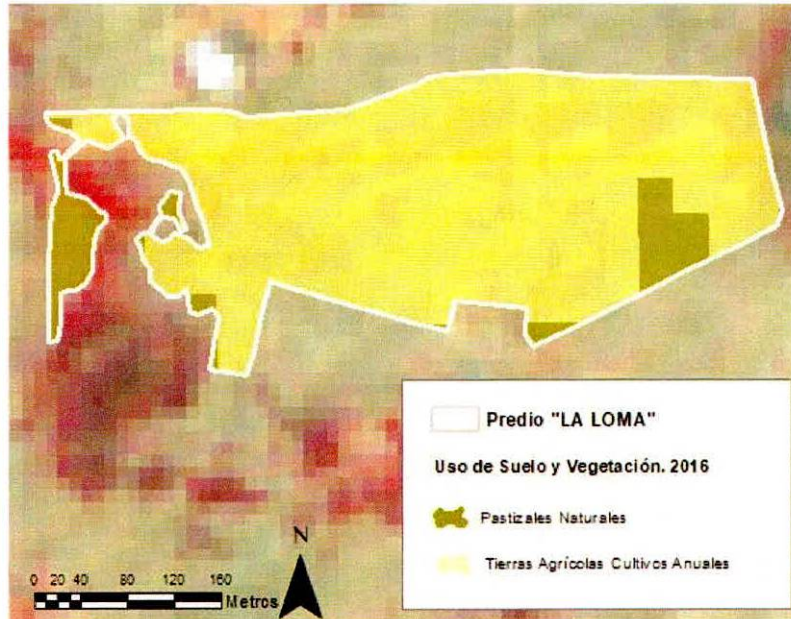 Predio "LA LOMA"
Uso de Suelo y Vegetación. 2016
Pastizales Naturales
Tierras Agrícolas Cultivos Anuales
N
0 20 40 80 120 160
Metros